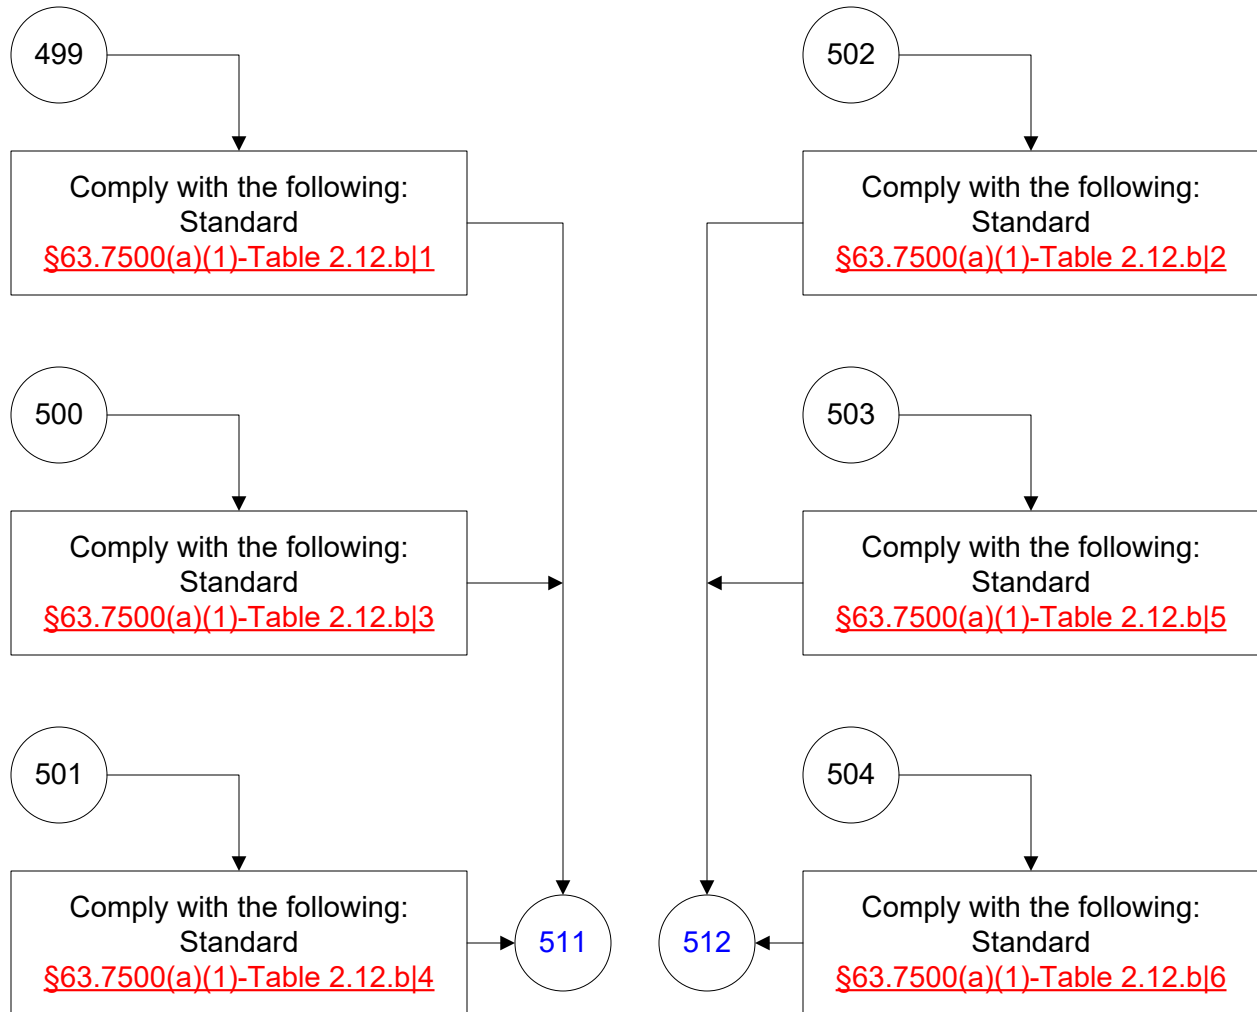 499
Comply with the following:
Standard
§63.7500(a)(1)-Table 2.12.b|1
500
Comply with the following:
Standard
§63.7500(a)(1)-Table 2.12.b|3
501
Comply with the following:
Standard
§63.7500(a)(1)-Table 2.12.b|4
511
502
Comply with the following:
Standard
§63.7500(a)(1)-Table 2.12.b|2
503
Comply with the following:
Standard
§63.7500(a)(1)-Table 2.12.b|5
504
Comply with the following:
Standard
§63.7500(a)(1)-Table 2.12.b|6
512